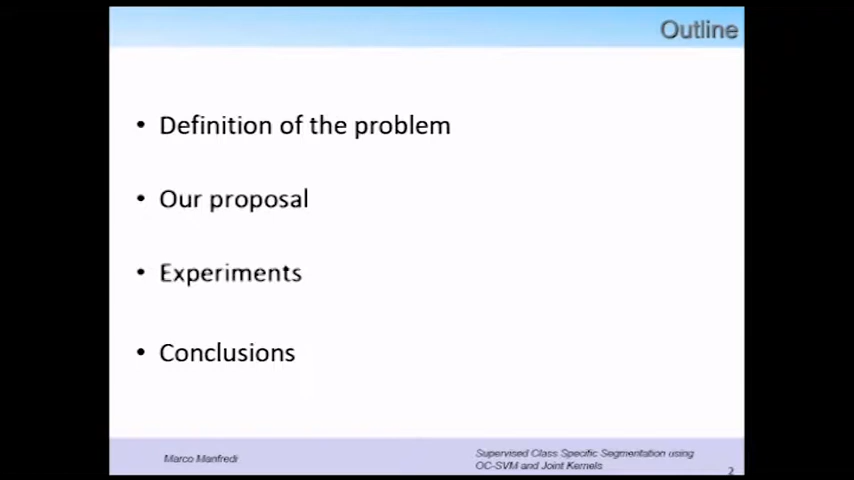 Outline
• Definition of the problem
• Our proposal
• Experiments
• Conclusions
Marco Manfredi
Supervised Class Specific Segmentation using
OC-SVM and Joint Kernels
2